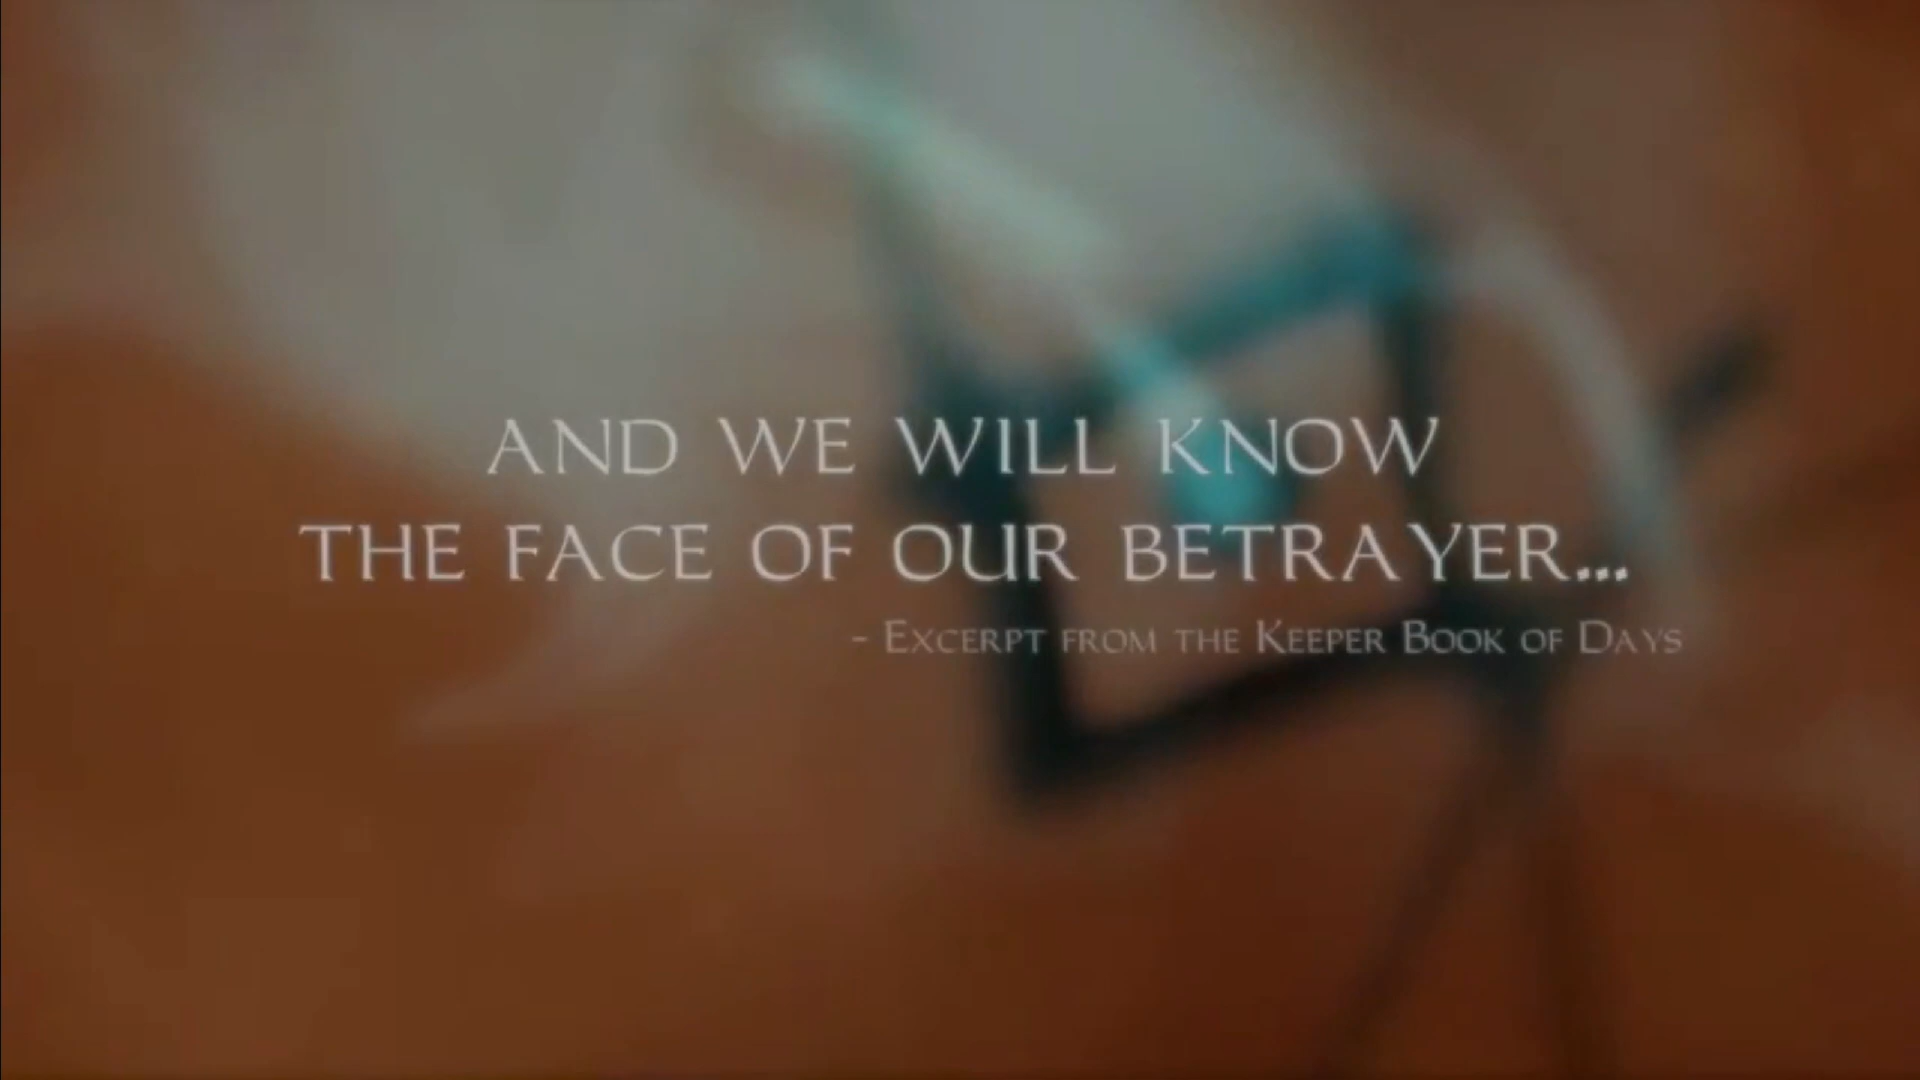 AND WE WILL KNOW
THE FACE OF OUR BETRAYER...
- EXCERPT FROM THE KEEPER BOOK OF DAYS